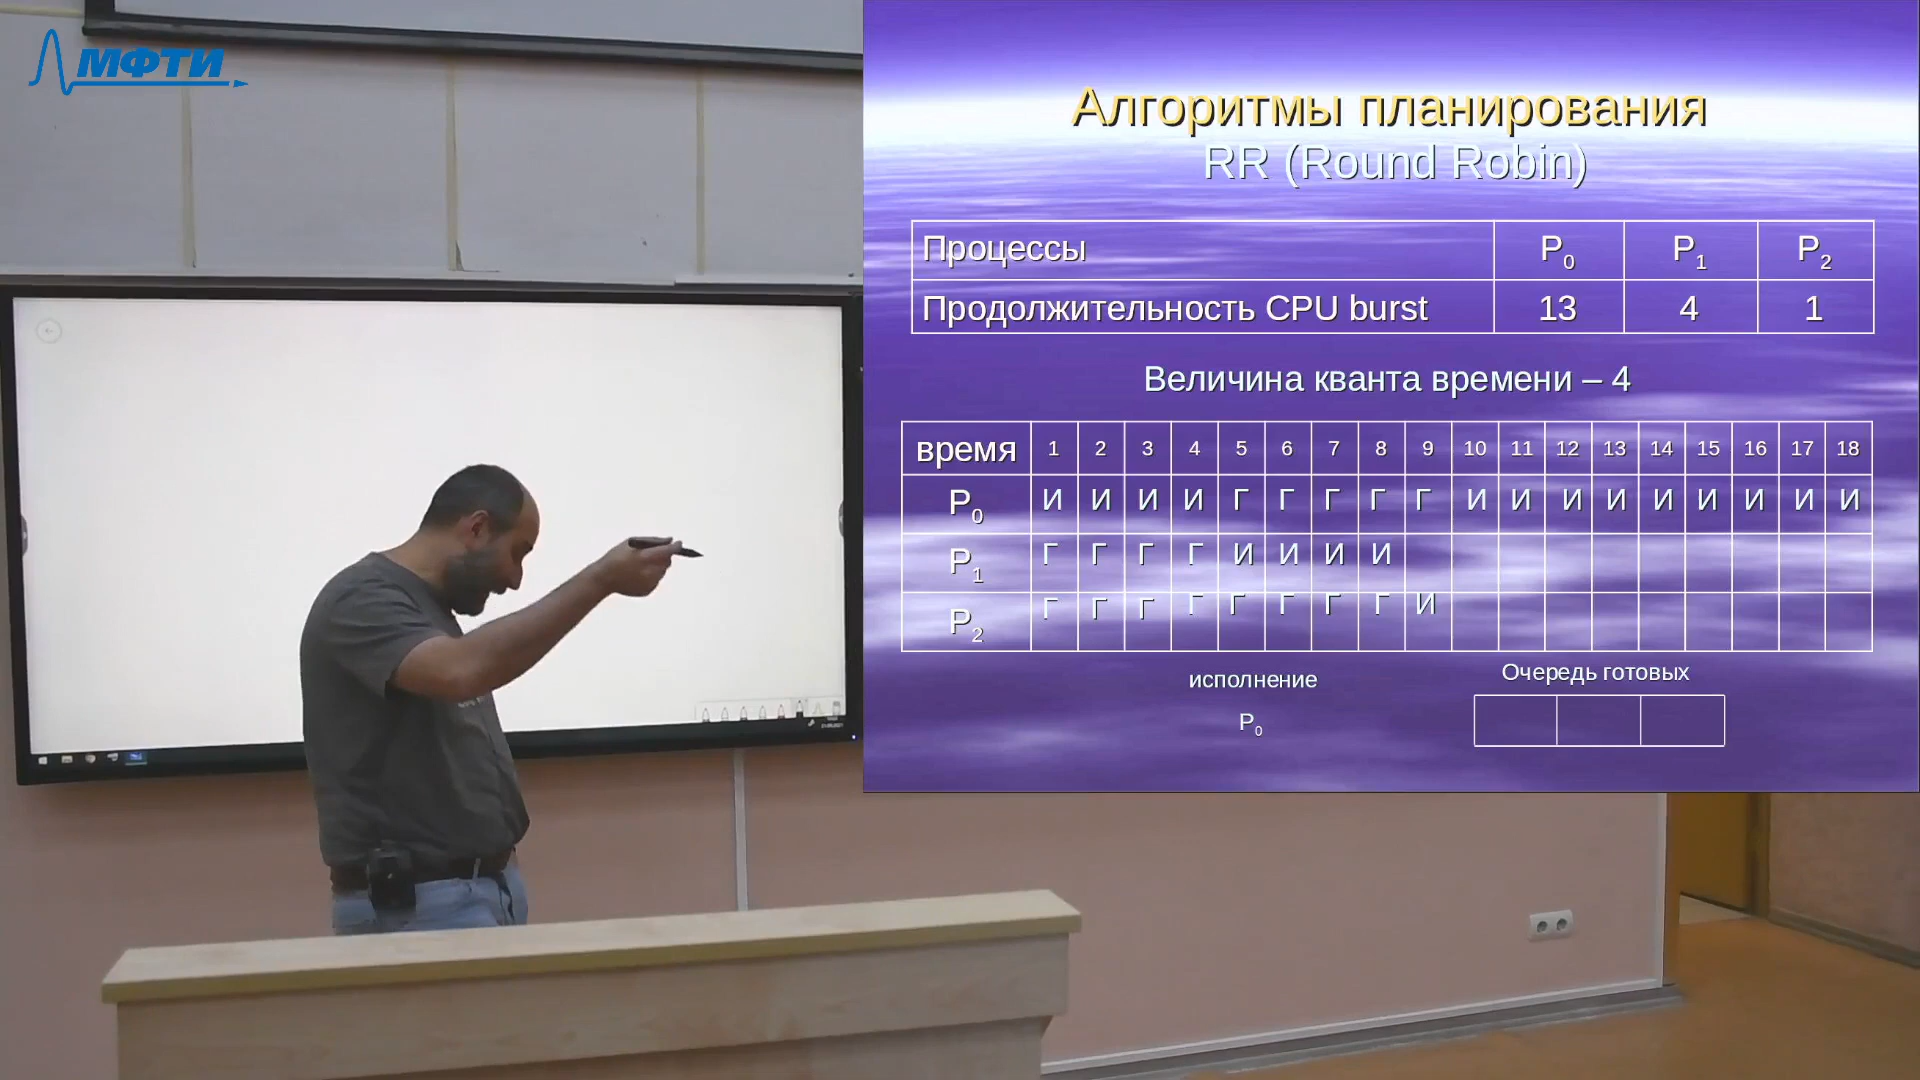 МФТИ
Алгоритмы планирования
RR (Round Robin)
Процессы P0 P1 P2
Продолжительность CPU burst 13 4 1
Величина кванта времени – 4
время 1 2 3 4 5 6 7 8 9 10 11 12 13 14 15 16 17 18
P0 И И И И Г Г Г Г Г И И И И И И И И И
P1 Г Г Г Г И И И И
P2 Г Г Г Г Г Г Г Г И
исполнение
Очередь готовых
P0